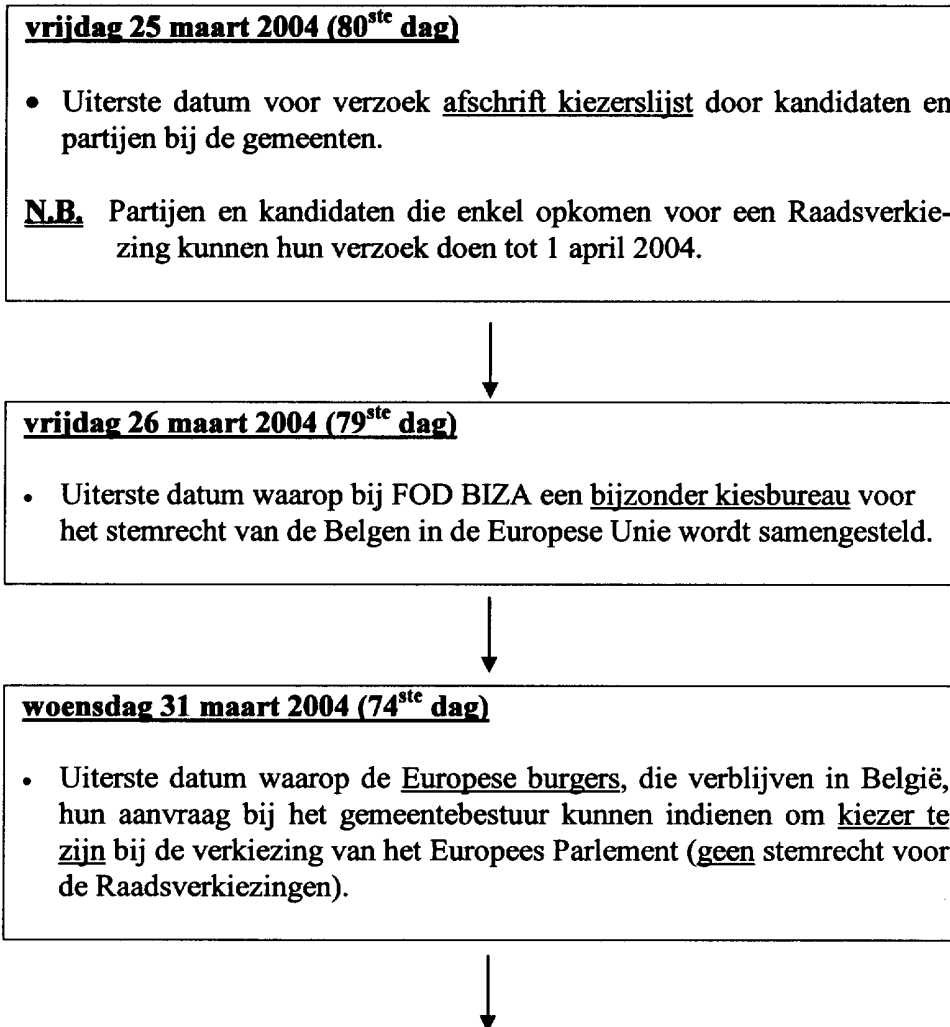 vrijdag 25 maart 2004 (80ste dag)
• Uiterste datum voor verzoek afschrift kiezerslijst door kandidaten en
partijen bij de gemeenten.
N.B. Partijen en kandidaten die enkel opkomen voor een Raadsverkie-
zing kunnen hun verzoek doen tot 1 april 2004.
vrijdag 26 maart 2004 (79ste dag)
• Uiterste datum waarop bij FOD BIZA een bijzonder kiesbureau voor
het stemrecht van de Belgen in de Europese Unie wordt samengesteld.
woensdag 31 maart 2004 (74ste dag)
• Uiterste datum waarop de Europese burgers, die verblijven in België,
hun aanvraag bij het gemeentebestuur kunnen indienen om kiezer te
zijn bij de verkiezing van het Europees Parlement (geen stemrecht voor
de Raadsverkiezingen).